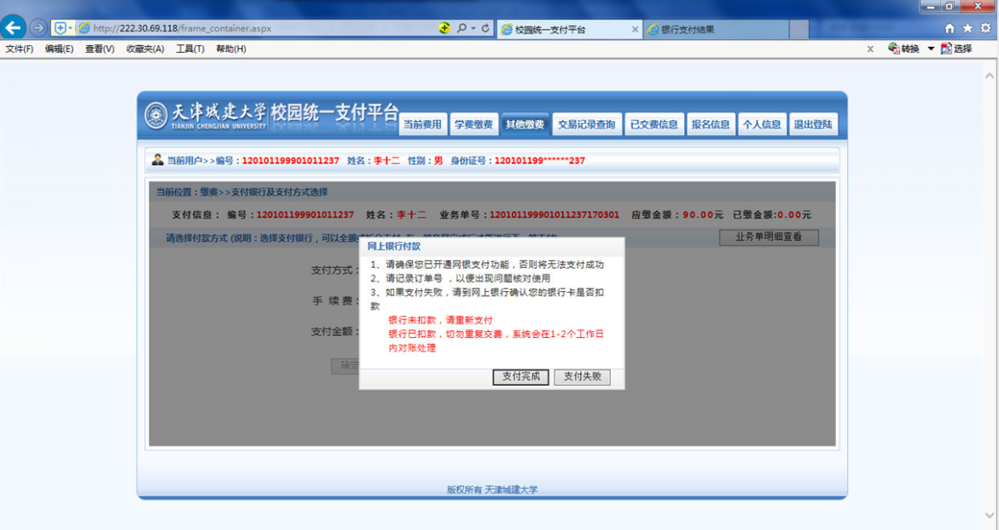 http://222.30.69.118/frame_container.aspx
校园统一支付平台
银行支付结果
文件(F) 编辑(E) 查看(V) 收藏夹(A) 工具(T) 帮助(H)
转换
选择
天津城建大学 校园统一支付平台
TIANJIN CHENGJIAN UNIVERSITY
当前费用 学费缴费 其他缴费 交易记录查询 已交费信息 报名信息 个人信息 退出登陆
当前用户>>编号：120101199901011237 姓名：李十二 性别：男 身份证号：120101199******237
当前位置：缴费>>支付银行及支付方式选择
支付信息： 编号：120101199901011237 姓名：李十二 业务单号：120101199901011237170301 应缴金额：90.00元 已缴金额:0.00元
请选择付款方式 (说明：选择支付银行，可以全额
业务单明细查看
支付方式：
手 续 费：
支付金额：
确定
网上银行付款
1、请确保您已开通网银支付功能，否则将无法支付成功
2、请记录订单号 ，以便出现问题核对使用
3、如果支付失败，请到网上银行确认您的银行卡是否扣
款
银行未扣款，请重新支付
银行已扣款，切勿重复交费，系统会在1-2个工作日
内对账处理
支付完成 支付失败
版权所有 天津城建大学